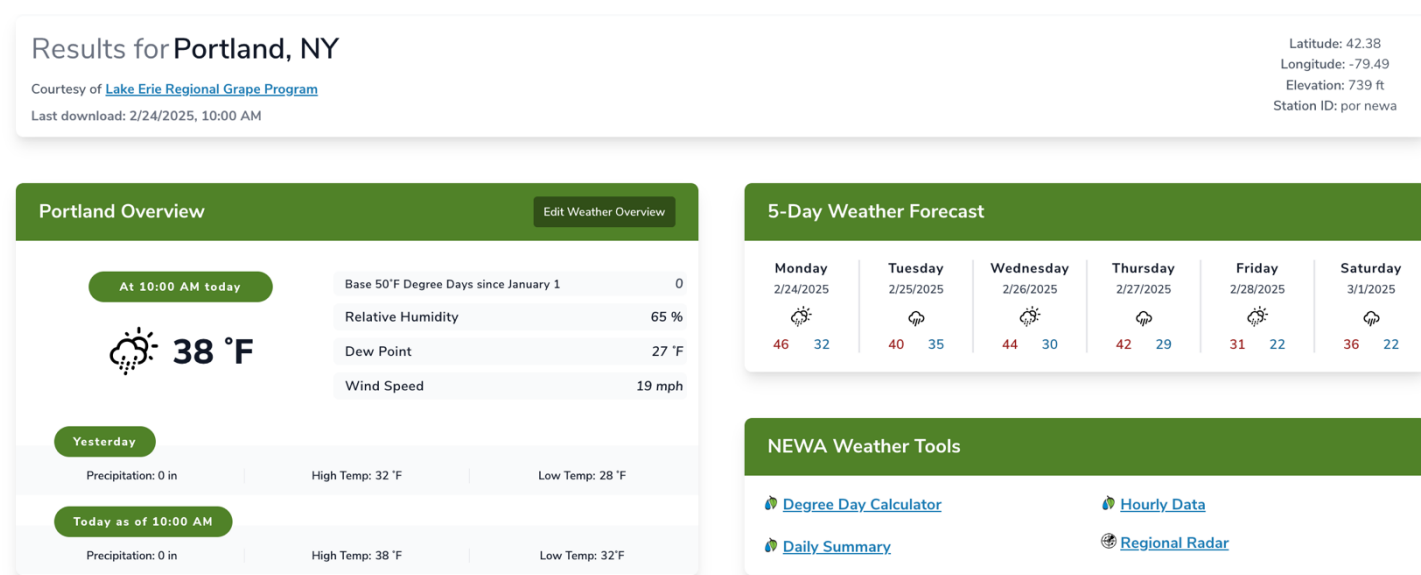 Results for Portland, NY
Courtesy of Lake Erie Regional Grape Program
Last download: 2/24/2025, 10:00 AM
Latitude: 42.38
Longitude: -79.49
Elevation: 739 ft
Station ID: por newa
Portland Overview
Edit Weather Overview
At 10:00 AM today
38 ˚F
Base 50˚F Degree Days since January 1 0
Relative Humidity 65 %
Dew Point 27 ˚F
Wind Speed 19 mph
Yesterday
Precipitation: 0 in High Temp: 32 ˚F Low Temp: 28 ˚F
Today as of 10:00 AM
Precipitation: 0 in High Temp: 38 ˚F Low Temp: 32˚F
5-Day Weather Forecast
Monday Tuesday Wednesday Thursday Friday Saturday
2/24/2025 2/25/2025 2/26/2025 2/27/2025 2/28/2025 3/1/2025
46 32 40 35 44 30 42 29 31 22 36 22
NEWA Weather Tools
Degree Day Calculator Hourly Data
Daily Summary Regional Radar